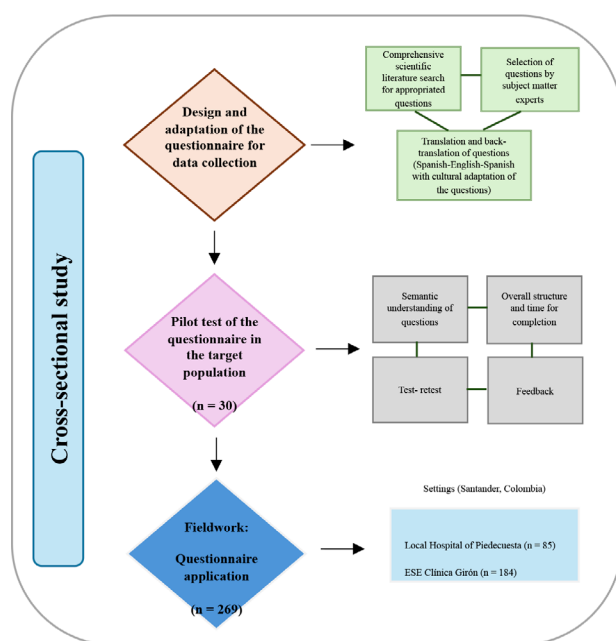 Cross-sectional study
Design and
adaptation of the
questionnaire for
data collection
Comprehensive
scientific
literature search
for appropriated
questions
Selection of
questions by
subject matter
experts
Translation and back-
translation of questions
(Spanish-English-Spanish
with cultural adaptation of
the questions)
Pilot test of the
questionnaire in
the target
population
(n = 30)
Semantic
understanding of
questions
Overall structure
and time for
completion
Test- retest
Feedback
Fieldwork:
Questionnaire
application
(n = 269)
Settings (Santander, Colombia)
Local Hospital of Piedecuesta (n = 85)
ESE Clínica Girón (n = 184)